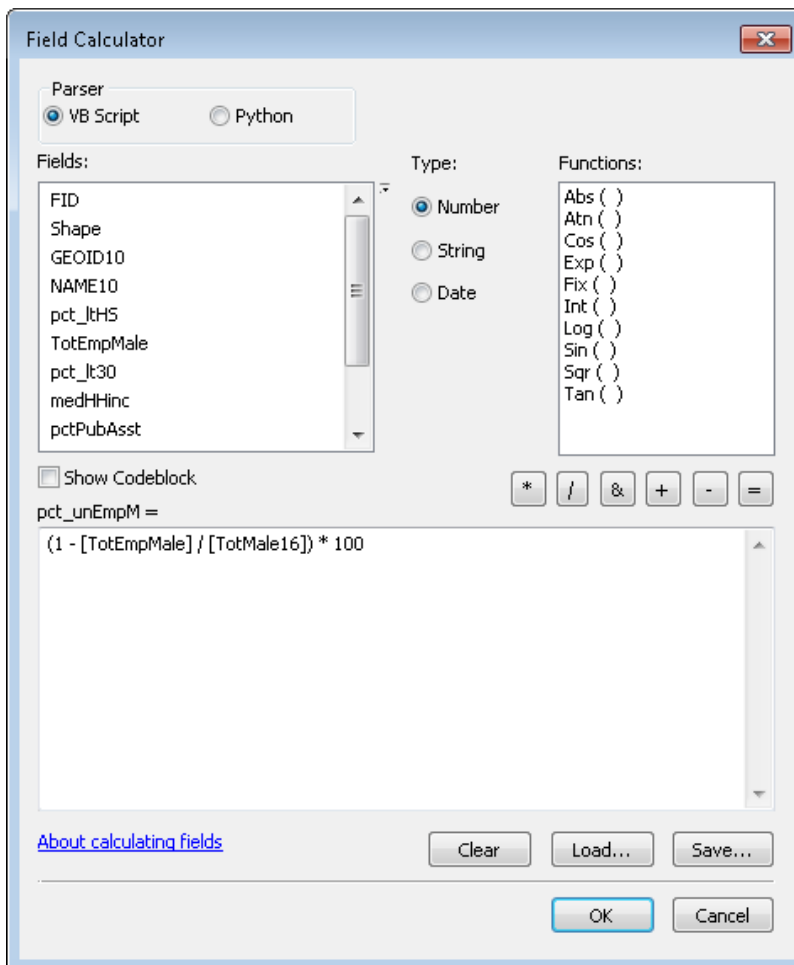 Field Calculator
Parser
VB Script Python
Fields: Type: Functions:
FID
Shape
GEOID10
NAME10
pct_ltHS
TotEmpMale
pct_lt30
medHHinc
pctPubAsst
Number
String
Date
Abs ( )
Atn ( )
Cos ( )
Exp ( )
Fix ( )
Int ( )
Log ( )
Sin ( )
Sqr ( )
Tan ( )
Show Codeblock
* / & + - =
pct_unEmpM =
(1 - [TotEmpMale] / [TotMale16]) * 100
About calculating fields Clear Load... Save...
OK Cancel